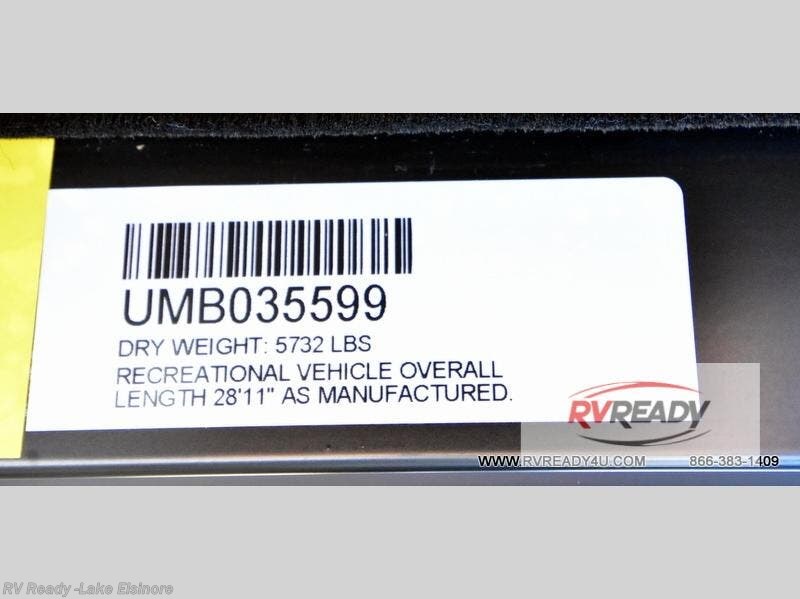 UMB035599
DRY WEIGHT: 5732 LBS
RECREATIONAL VEHICLE OVERALL
LENGTH 28'11" AS MANUFACTURED.
RVREADY
WWW.RVREADY4U.COM 866-383-1409
RV Ready -Lake Elsinore